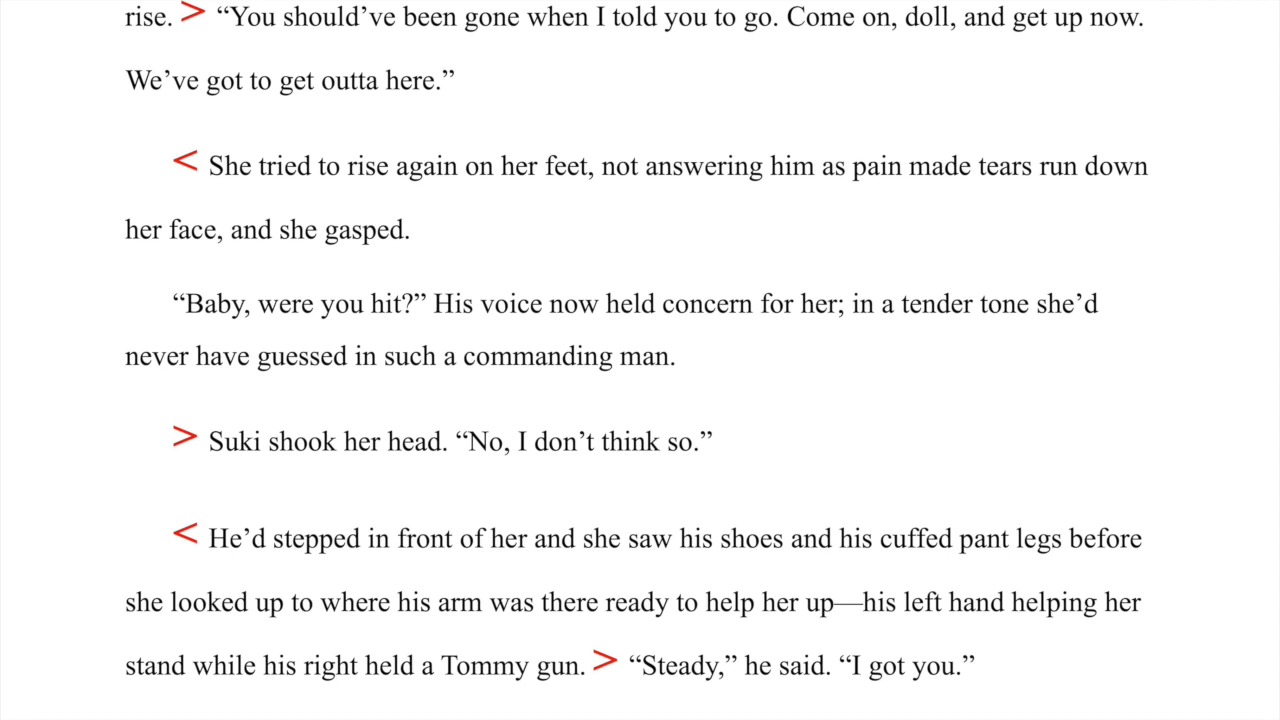 rise. > “You should’ve been gone when I told you to go. Come on, doll, and get up now.
We’ve got to get outta here.”
< She tried to rise again on her feet, not answering him as pain made tears run down
her face, and she gasped.
“Baby, were you hit?” His voice now held concern for her; in a tender tone she’d
never have guessed in such a commanding man.
> Suki shook her head. “No, I don’t think so.”
< He’d stepped in front of her and she saw his shoes and his cuffed pant legs before
she looked up to where his arm was there ready to help her up—his left hand helping her
stand while his right held a Tommy gun. > “Steady,” he said. “I got you.”